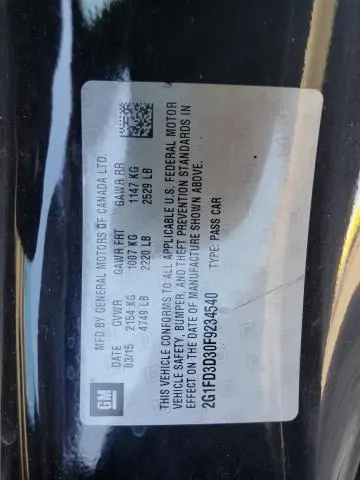 MFD BY GENERAL MOTORS OF CANADA LTD.
DATE GVWR GAWR FRT GAWR RR
03/15 2154 KG 1007 KG 1147 KG
4749 LB 2220 LB 2529 LB
THIS VEHICLE CONFORMS TO ALL APPLICABLE U.S. FEDERAL MOTOR
VEHICLE SAFETY, BUMPER, AND THEFT PREVENTION STANDARDS IN
EFFECT ON THE DATE OF MANUFACTURE SHOWN ABOVE.
2G1FD3D30F9234540 TYPE: PASS CAR
GM